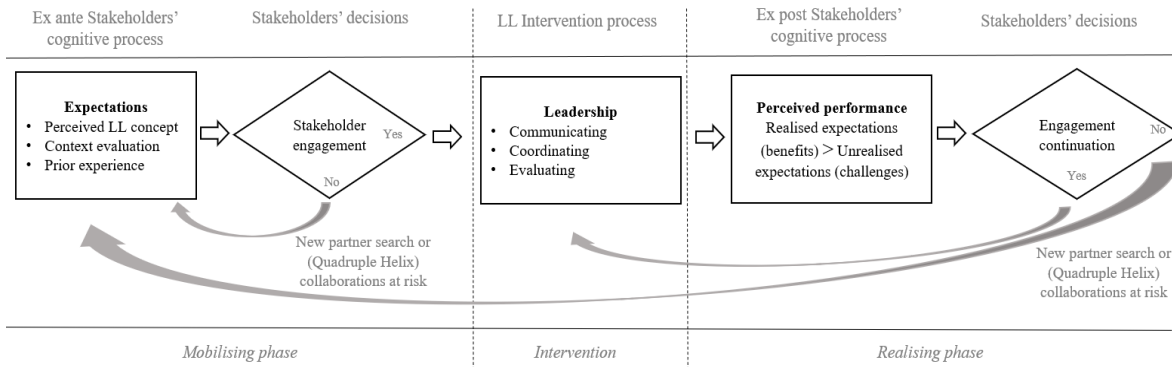 Ex ante Stakeholders’
cognitive process
Stakeholders’ decisions
LL Intervention process
Ex post Stakeholders’
cognitive process
Stakeholders’ decisions
Expectations
• Perceived LL concept
• Context evaluation
• Prior experience
Stakeholder
engagement
Yes
No
Leadership
• Communicating
• Coordinating
• Evaluating
Perceived performance
Realised expectations
(benefits) > Unrealised
expectations (challenges)
Engagement
continuation
No
Yes
New partner search or
(Quadruple Helix)
collaborations at risk
New partner search or
(Quadruple Helix)
collaborations at risk
Mobilising phase
Intervention
Realising phase